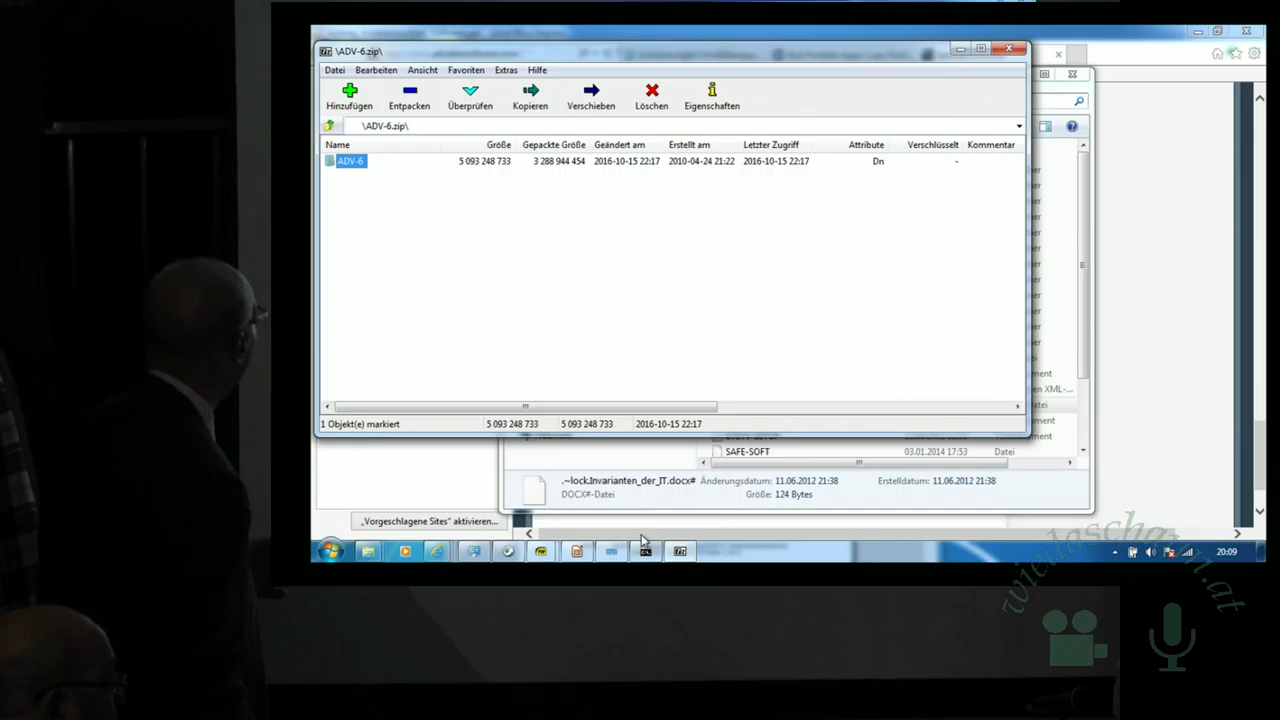 \ADV-6.zip\
Datei Bearbeiten Ansicht Favoriten Extras Hilfe
Hinzufügen Entpacken Überprüfen Kopieren Verschieben Löschen Eigenschaften
\ADV-6.zip\
Name Größe Gepackte Größe Geändert am Erstellt am Letzter Zugriff Attribute Verschlüsselt Kommentar
ADV-6 5 093 248 733 3 288 944 454 2016-10-15 22:17 2010-04-24 21:22 2016-10-15 22:17 Dn -
1 Objekt(e) markiert 5 093 248 733 5 093 248 733 2016-10-15 22:17
SAFE-SOFT 03.01.2014 17:53 Datei
.~lock.Invarianten_der_IT.docx# Änderungsdatum: 11.06.2012 21:38 Erstelldatum: 11.06.2012 21:38
DOCX#-Datei Größe: 124 Bytes
„Vorgeschlagene Sites“ aktivieren...
20:09
wiedaschaun.at